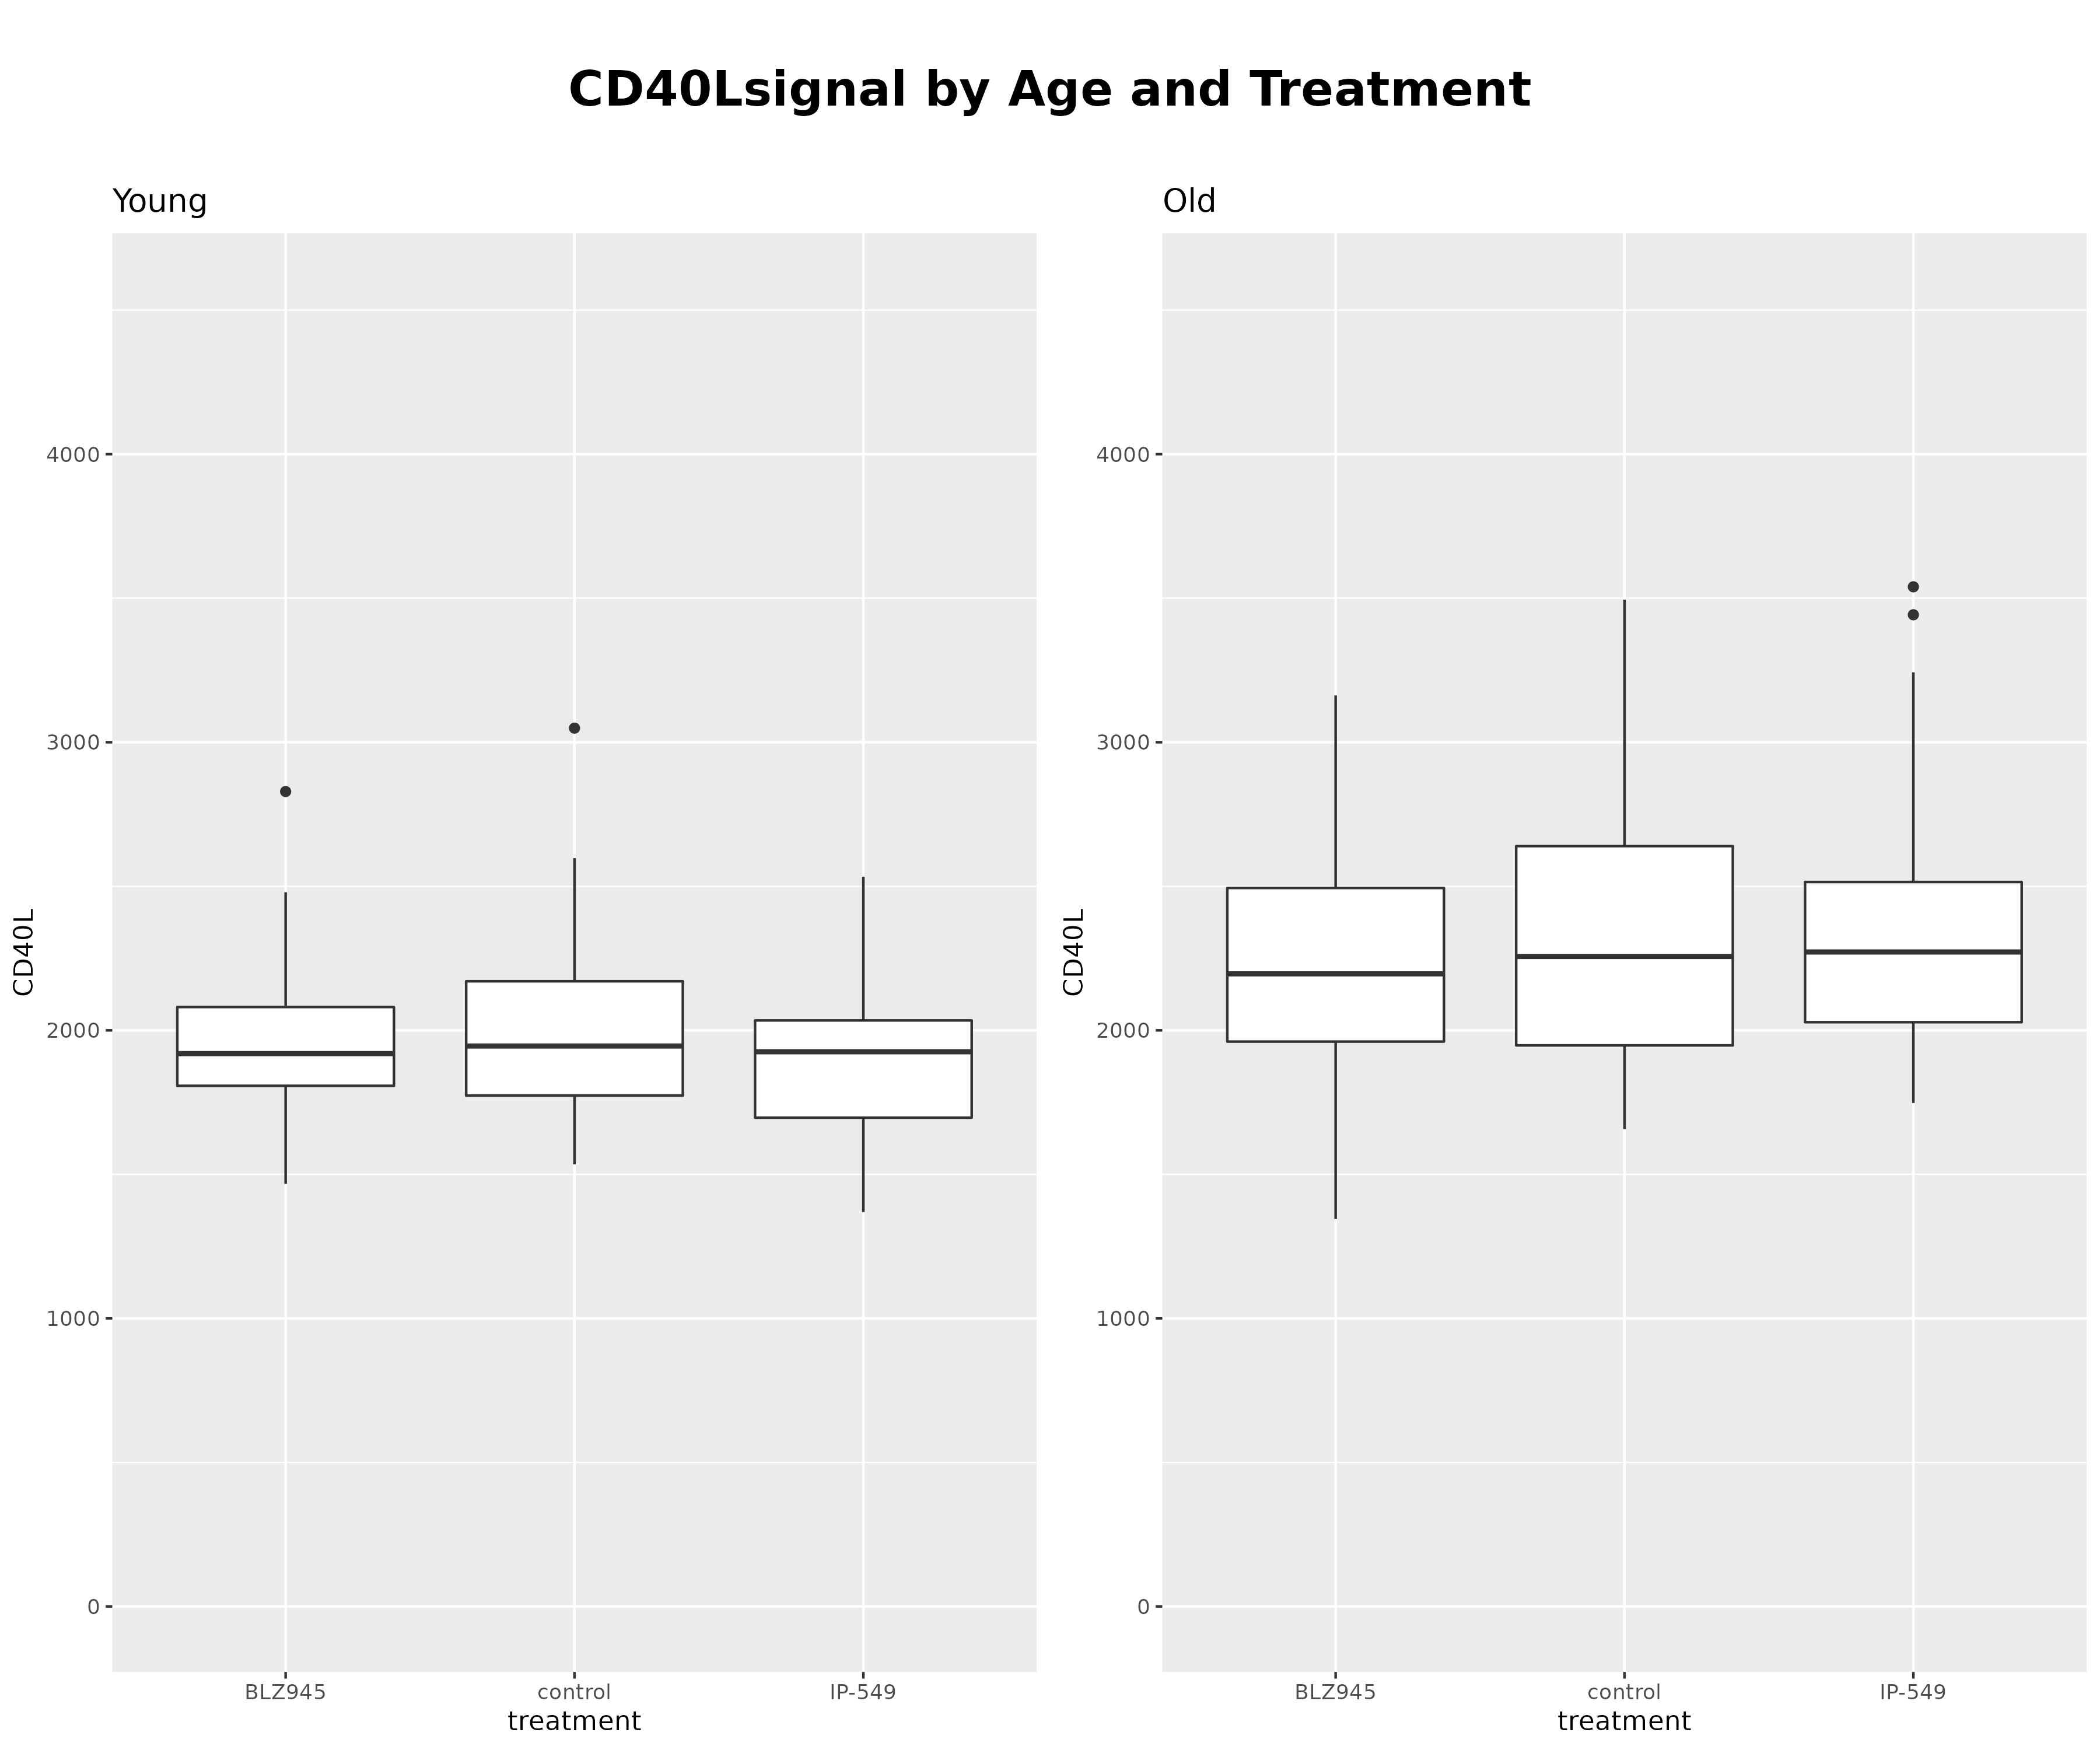 CD40Lsignal by Age and Treatment
Young
CD40L
4000
3000
2000
1000
0
BLZ945 control IP-549
treatment
Old
CD40L
4000
3000
2000
1000
0
BLZ945 control IP-549
treatment